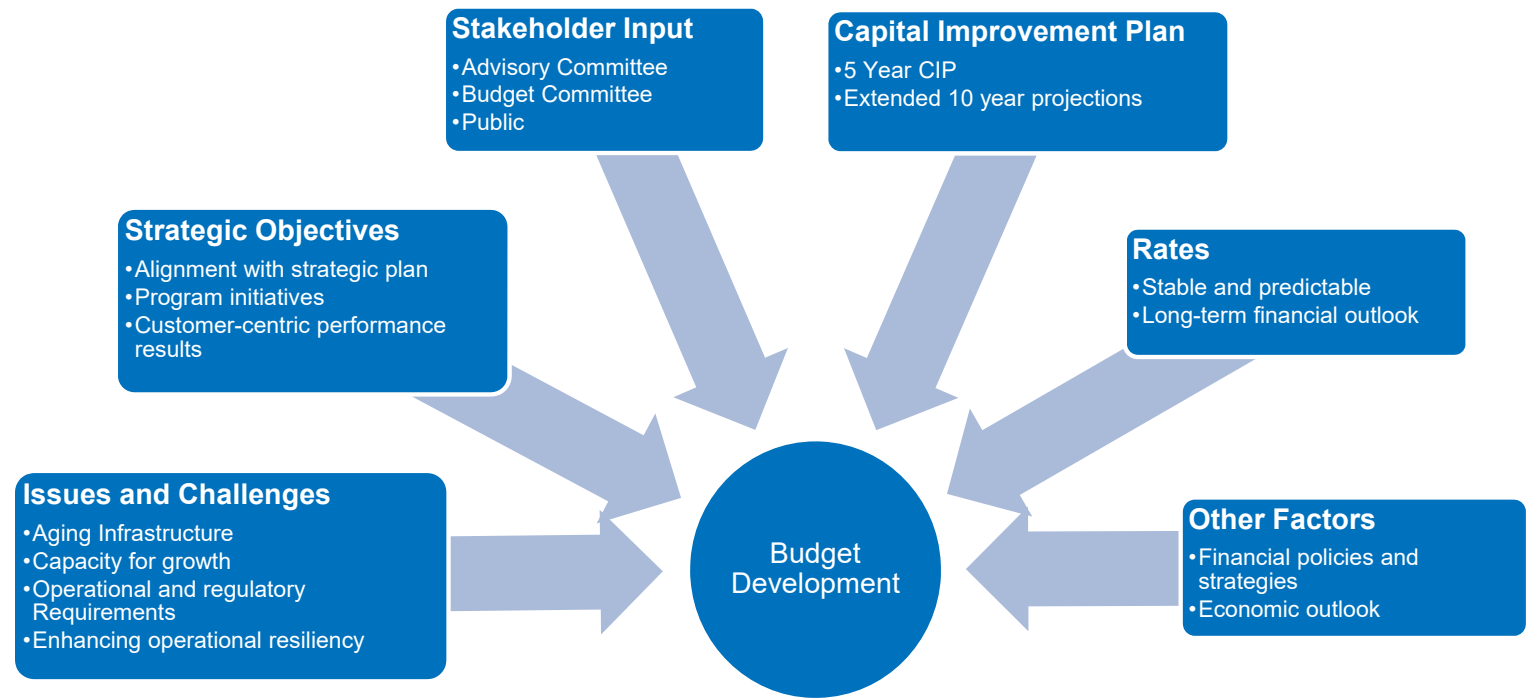 Stakeholder Input
•Advisory Committee
•Budget Committee
•Public
Capital Improvement Plan
•5 Year CIP
•Extended 10 year projections
Strategic Objectives
•Alignment with strategic plan
•Program initiatives
•Customer-centric performance
results
Rates
•Stable and predictable
•Long-term financial outlook
Issues and Challenges
•Aging Infrastructure
•Capacity for growth
•Operational and regulatory
Requirements
•Enhancing operational resiliency
Budget
Development
Other Factors
•Financial policies and
strategies
•Economic outlook